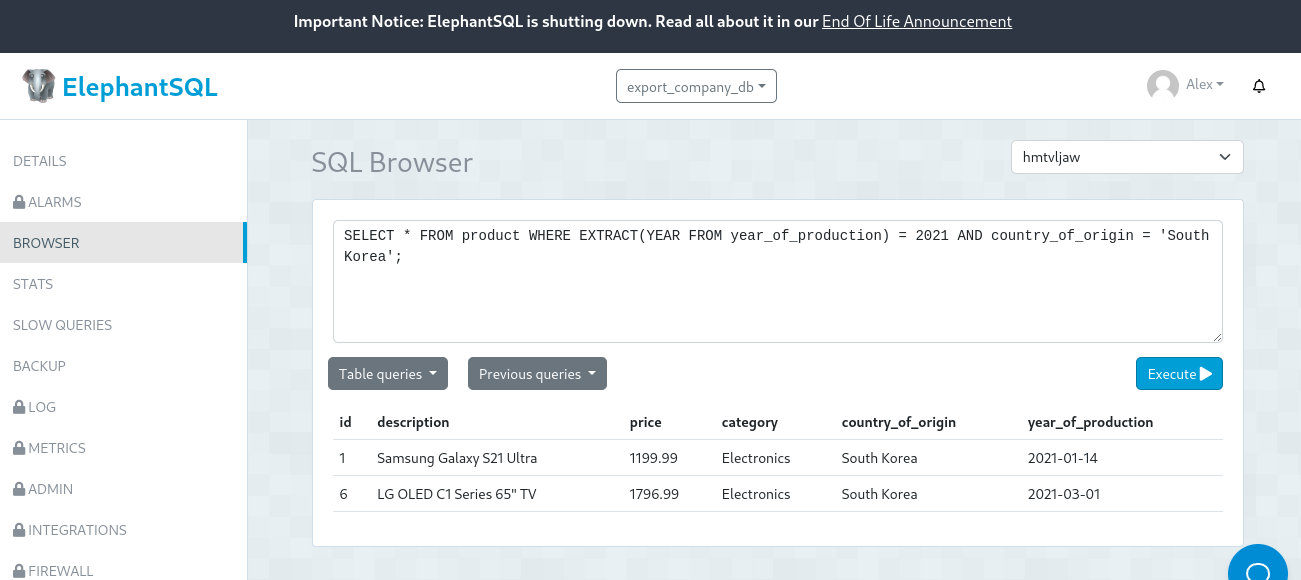 Important Notice: ElephantSQL is shutting down. Read all about it in our End Of Life Announcement
ElephantSQL
export_company_db
Alex
DETAILS
ALARMS
BROWSER
STATS
SLOW QUERIES
BACKUP
LOG
METRICS
ADMIN
INTEGRATIONS
FIREWALL
SQL Browser
hmtvljaw
SELECT * FROM product WHERE EXTRACT(YEAR FROM year_of_production) = 2021 AND country_of_origin = 'South
Korea';
Table queries
Previous queries
Execute
id description price category country_of_origin year_of_production
1 Samsung Galaxy S21 Ultra 1199.99 Electronics South Korea 2021-01-14
6 LG OLED C1 Series 65" TV 1796.99 Electronics South Korea 2021-03-01